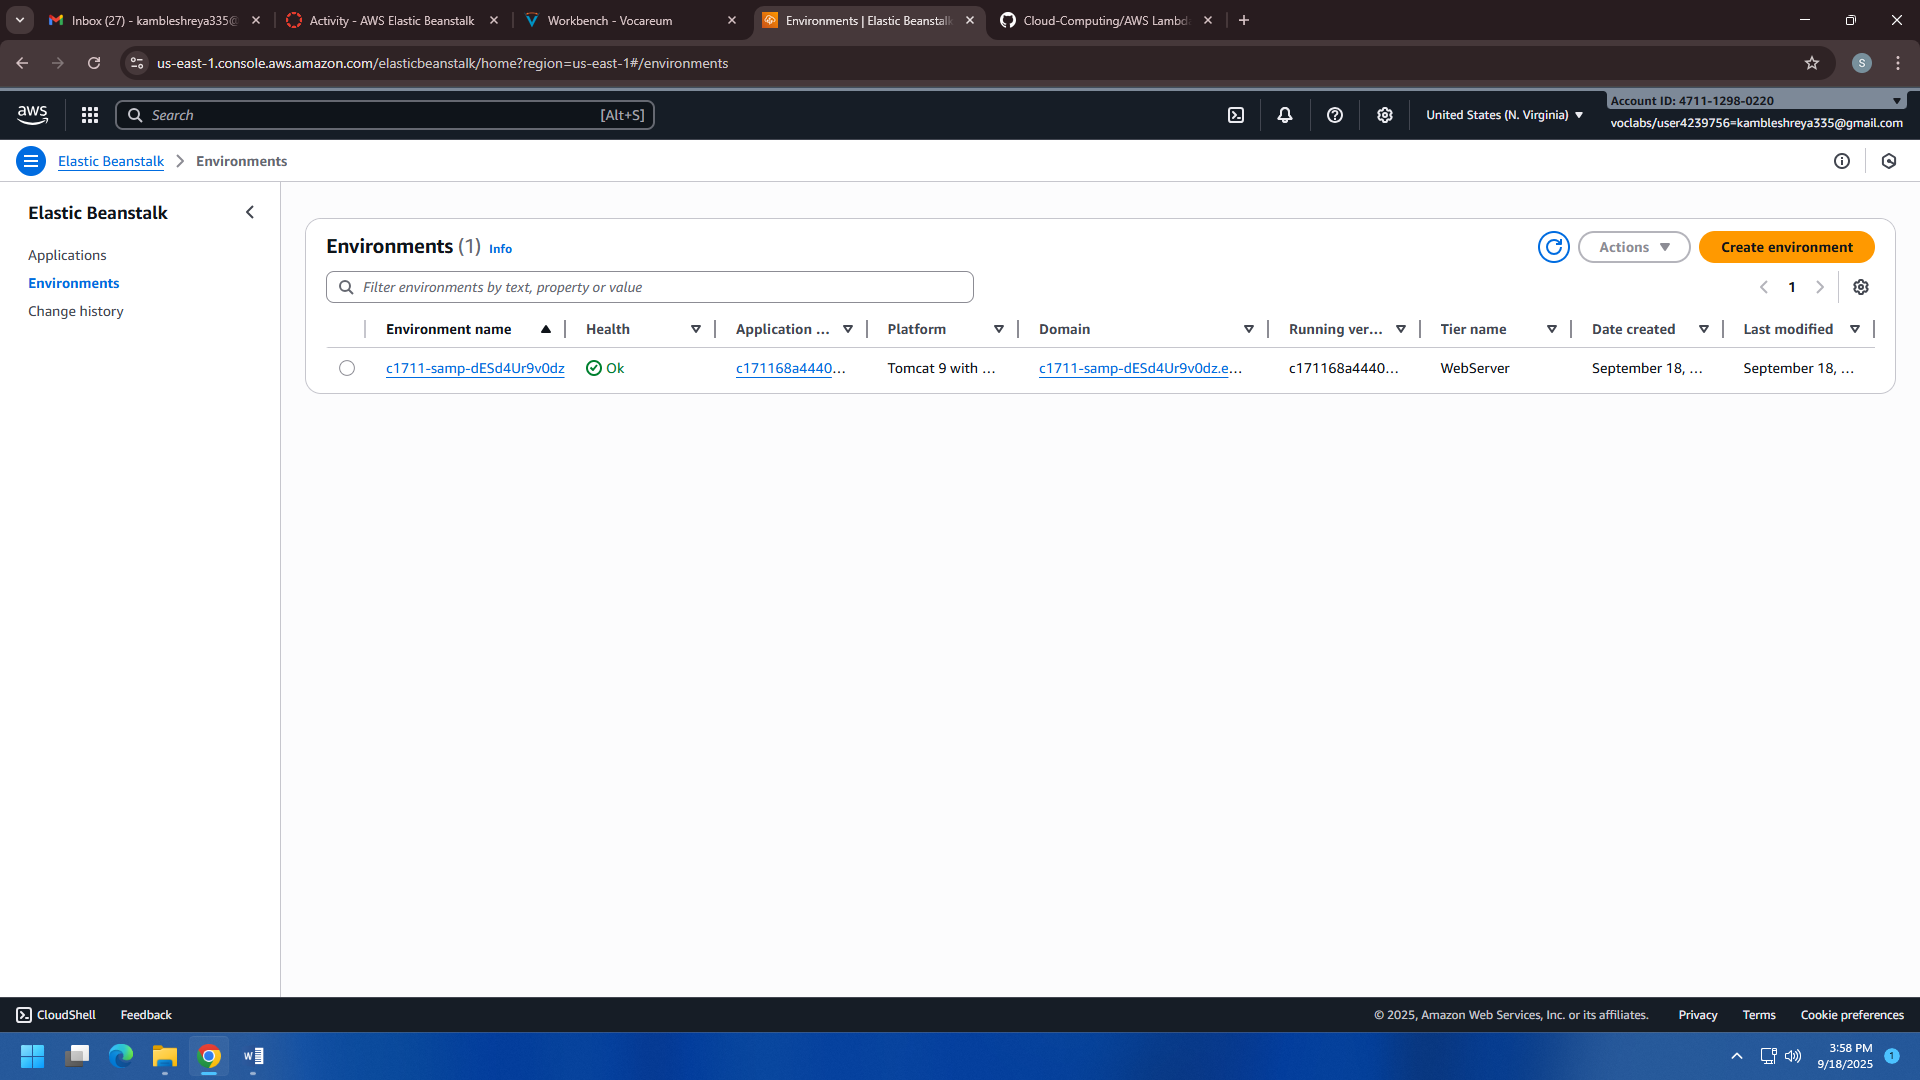 Inbox (27) - kambleshreya335@
Activity - AWS Elastic Beanstalk
Workbench - Vocareum
Environments | Elastic Beanstalk
Cloud-Computing/AWS Lambd
us-east-1.console.aws.amazon.com/elasticbeanstalk/home?region=us-east-1#/environments
S
aws
Search
[Alt+S]
United States (N. Virginia)
Account ID: 4711-1298-0220
voclabs/user4239756=kambleshreya335@gmail.com
Elastic Beanstalk
Environments
Elastic Beanstalk
Applications
Environments
Change history
Environments (1) Info
Actions
Create environment
Filter environments by text, property or value
1
Environment name Health Application ... Platform Domain Running ver... Tier name Date created Last modified
c1711-samp-dESd4Ur9v0dz Ok c171168a4440... Tomcat 9 with ... c1711-samp-dESd4Ur9v0dz.e... c171168a4440... WebServer September 18, ... September 18, ...
CloudShell
Feedback
© 2025, Amazon Web Services, Inc. or its affiliates.
Privacy
Terms
Cookie preferences
3:58 PM
9/18/2025
1